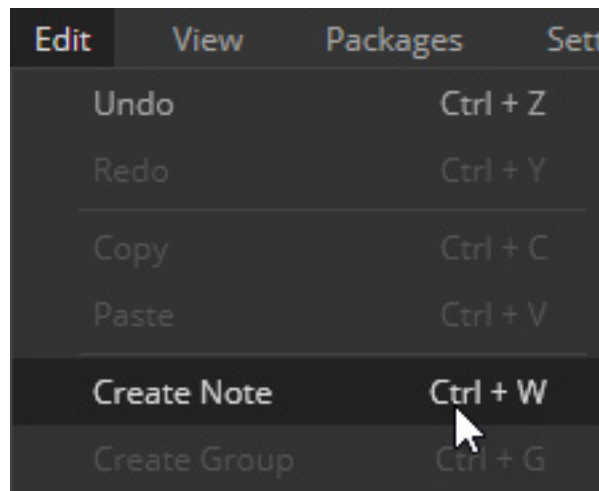 Edit View Packages Sett
Undo Ctrl + Z
Redo Ctrl + Y
Copy Ctrl + C
Paste Ctrl + V
Create Note Ctrl + W
Create Group Ctrl + G